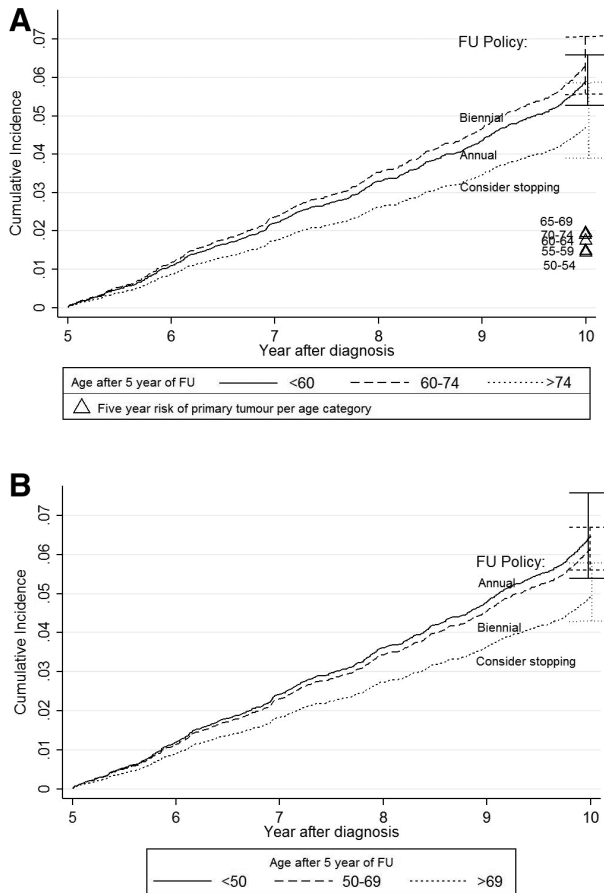 A
FU Policy:
.07
.06
.05
.04
.03
.02
.01
0
Cumulative Incidence
Biennial
Annual
Consider stopping
65-69
70-74
60-64
55-59
50-54
5 6 7 8 9 10
Year after diagnosis
Age after 5 year of FU <60 60-74 >74
Five year risk of primary tumour per age category
B
.07
.06
.05
.04
.03
.02
.01
0
Cumulative Incidence
FU Policy:
Annual
Biennial
Consider stopping
5 6 7 8 9 10
Year after diagnosis
Age after 5 year of FU
<50 50-69 >69